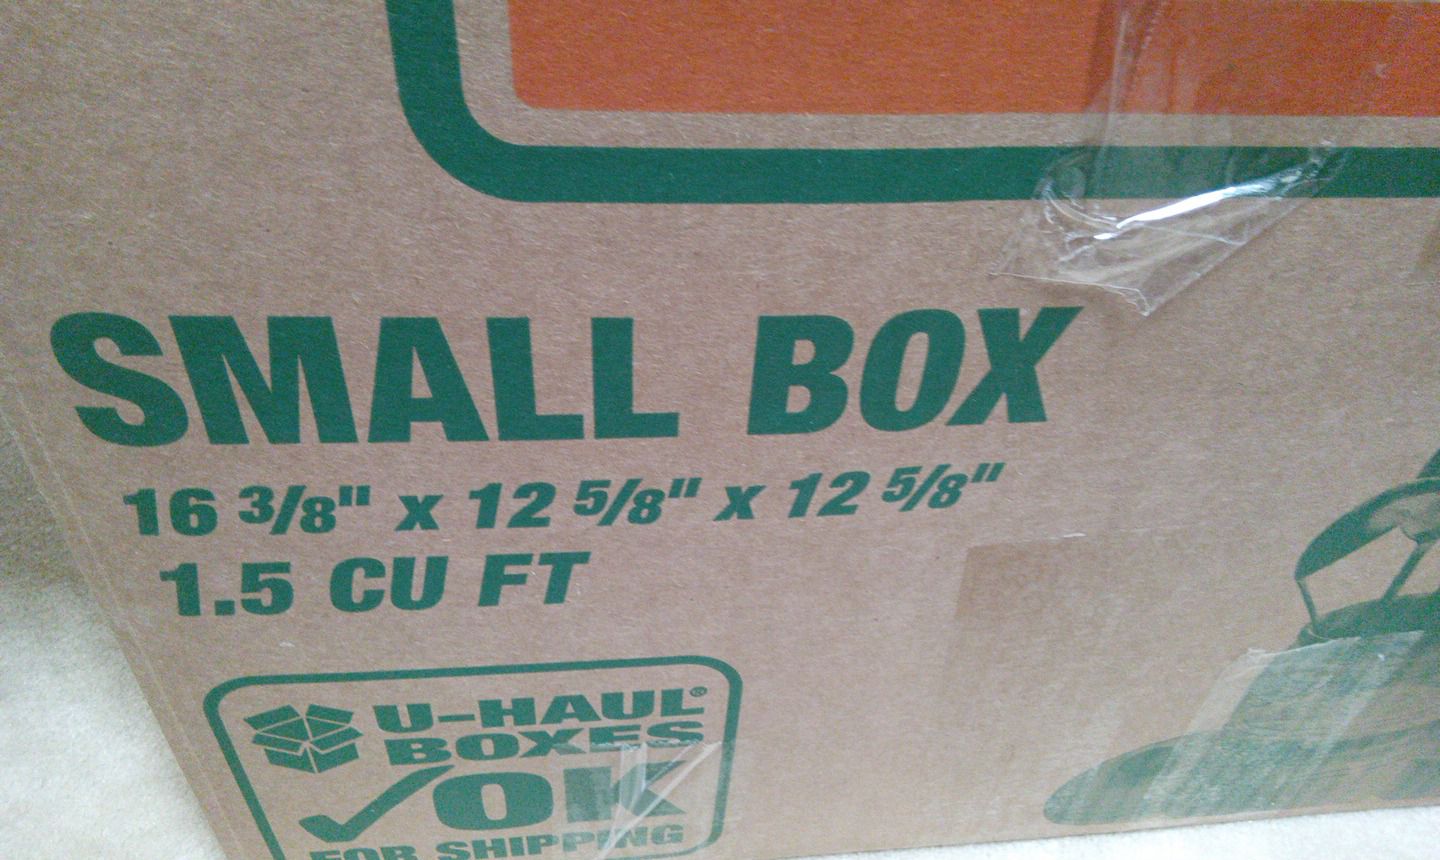 SMALL BOX
16 3/8" x 12 5/8" x 12 5/8"
1.5 CU FT
U-HAUL®
BOXES
OK
FOR SHIPPING